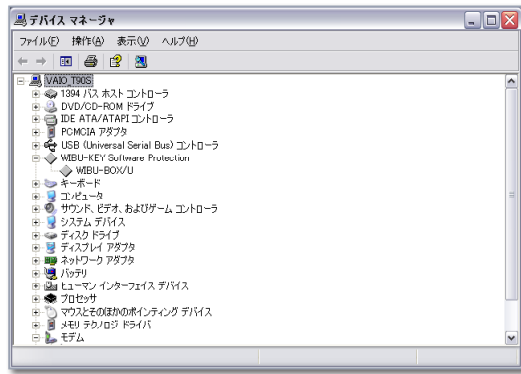 デバイス マネージャ
ファイル(F) 操作(A) 表示(V) ヘルプ(H)
VAIO_T90S
1394 バス ホスト コントローラ
DVD/CD-ROM ドライブ
IDE ATA/ATAPI コントローラ
PCMCIA アダプタ
USB (Universal Serial Bus) コントローラ
WIBU-KEY Software Protection
WIBU-BOX/U
キーボード
コンピュータ
サウンド、ビデオ、およびゲーム コントローラ
システム デバイス
ディスク ドライブ
ディスプレイ アダプタ
ネットワーク アダプタ
バッテリ
ヒューマン インターフェイス デバイス
プロセッサ
マウスとそのほかのポインティング デバイス
メモリ テクノロジ ドライバ
モデム